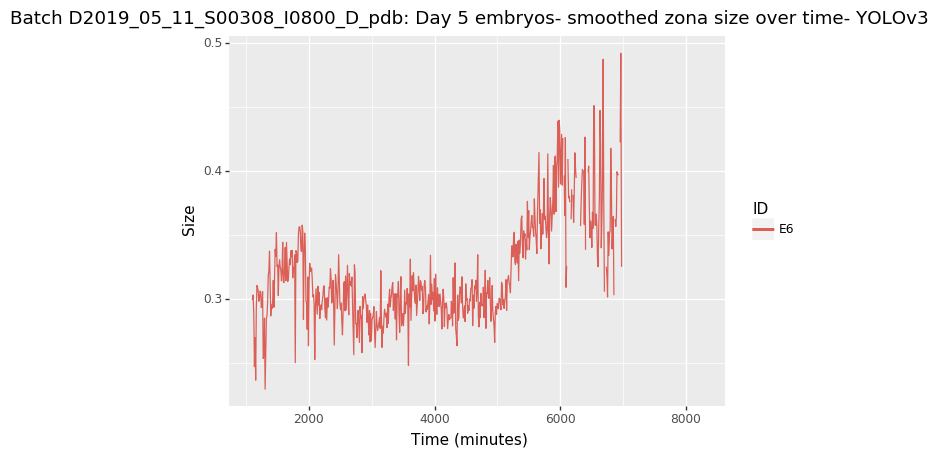 Batch D2019_05_11_S00308_I0800_D_pdb: Day 5 embryos- smoothed zona size over time- YOLOv3
0.5
0.4
0.3
Size
2000 4000 6000 8000
Time (minutes)
ID
E6